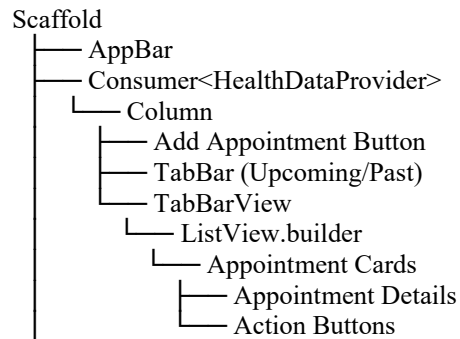 Scaffold
AppBar
Consumer<HealthDataProvider>
Column
Add Appointment Button
TabBar (Upcoming/Past)
TabBarView
ListView.builder
Appointment Cards
Appointment Details
Action Buttons